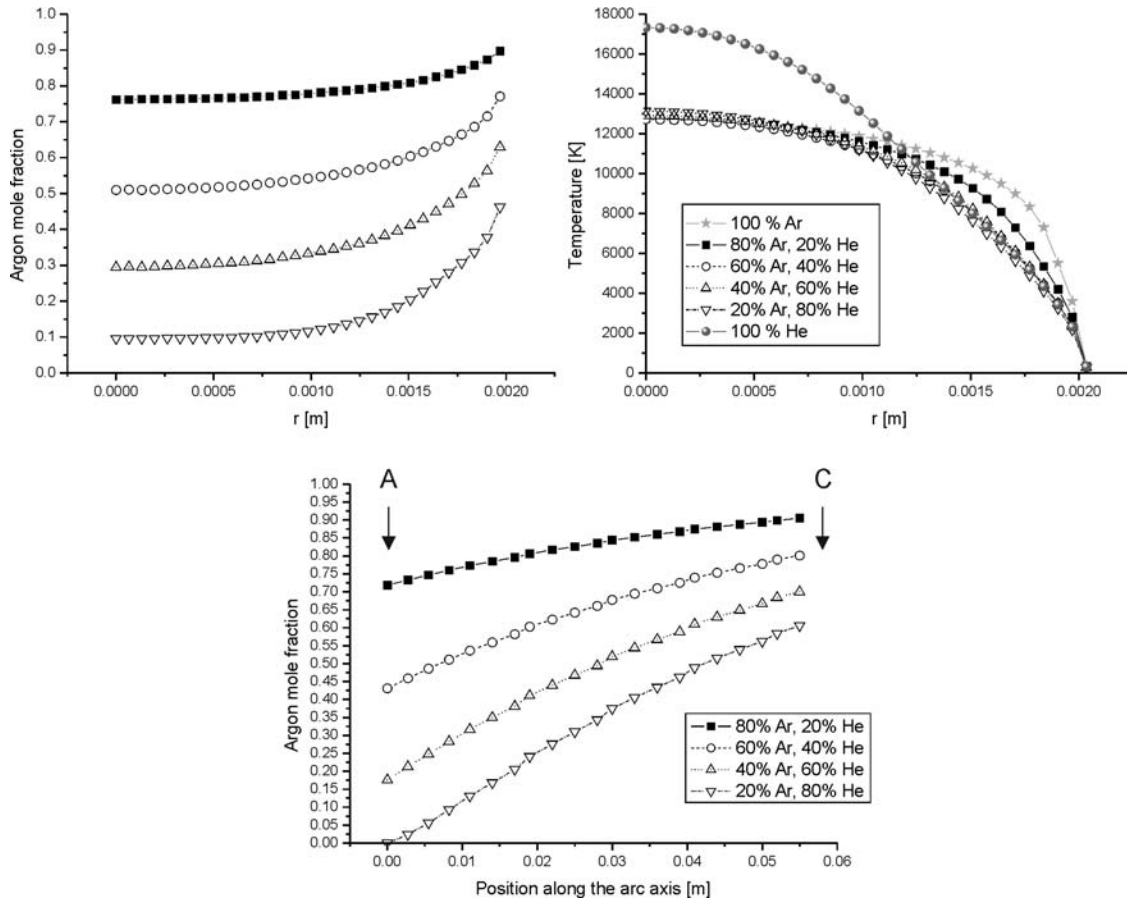 1.0
0.9
0.8
0.7
0.6
0.5
0.4
0.3
0.2
0.1
0.0
Argon mole fraction
0.0000 0.0005 0.0010 0.0015 0.0020
r [m]
18000
16000
14000
12000
10000
8000
6000
4000
2000
0
Temperature [K]
100 % Ar
80% Ar, 20% He
60% Ar, 40% He
40% Ar, 60% He
20% Ar, 80% He
100 % He
0.0000 0.0005 0.0010 0.0015 0.0020
r [m]
A
C
1.00
0.95
0.90
0.85
0.80
0.75
0.70
0.65
0.60
0.55
0.50
0.45
0.40
0.35
0.30
0.25
0.20
0.15
0.10
0.05
0.00
Argon mole fraction
80% Ar, 20% He
60% Ar, 40% He
40% Ar, 60% He
20% Ar, 80% He
0.00 0.01 0.02 0.03 0.04 0.05 0.06
Position along the arc axis [m]